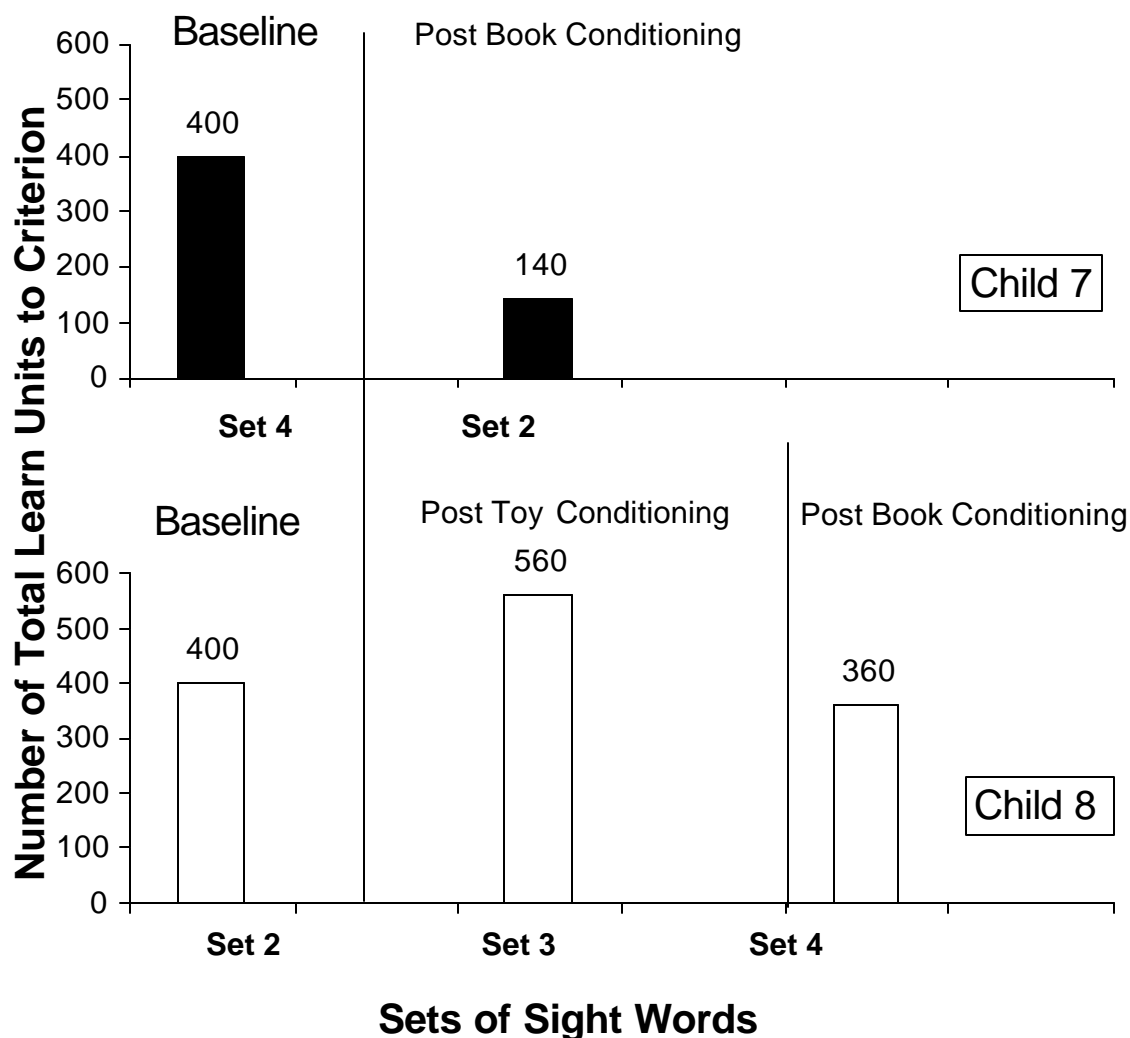 Number of Total Learn Units to Criterion
Baseline
Post Book Conditioning
600
500
400
300
200
100
0
400
140
Child 7
Set 4
Set 2
Baseline
Post Toy Conditioning
Post Book Conditioning
600
500
400
300
200
100
0
400
560
360
Child 8
Set 2
Set 3
Set 4
Sets of Sight Words